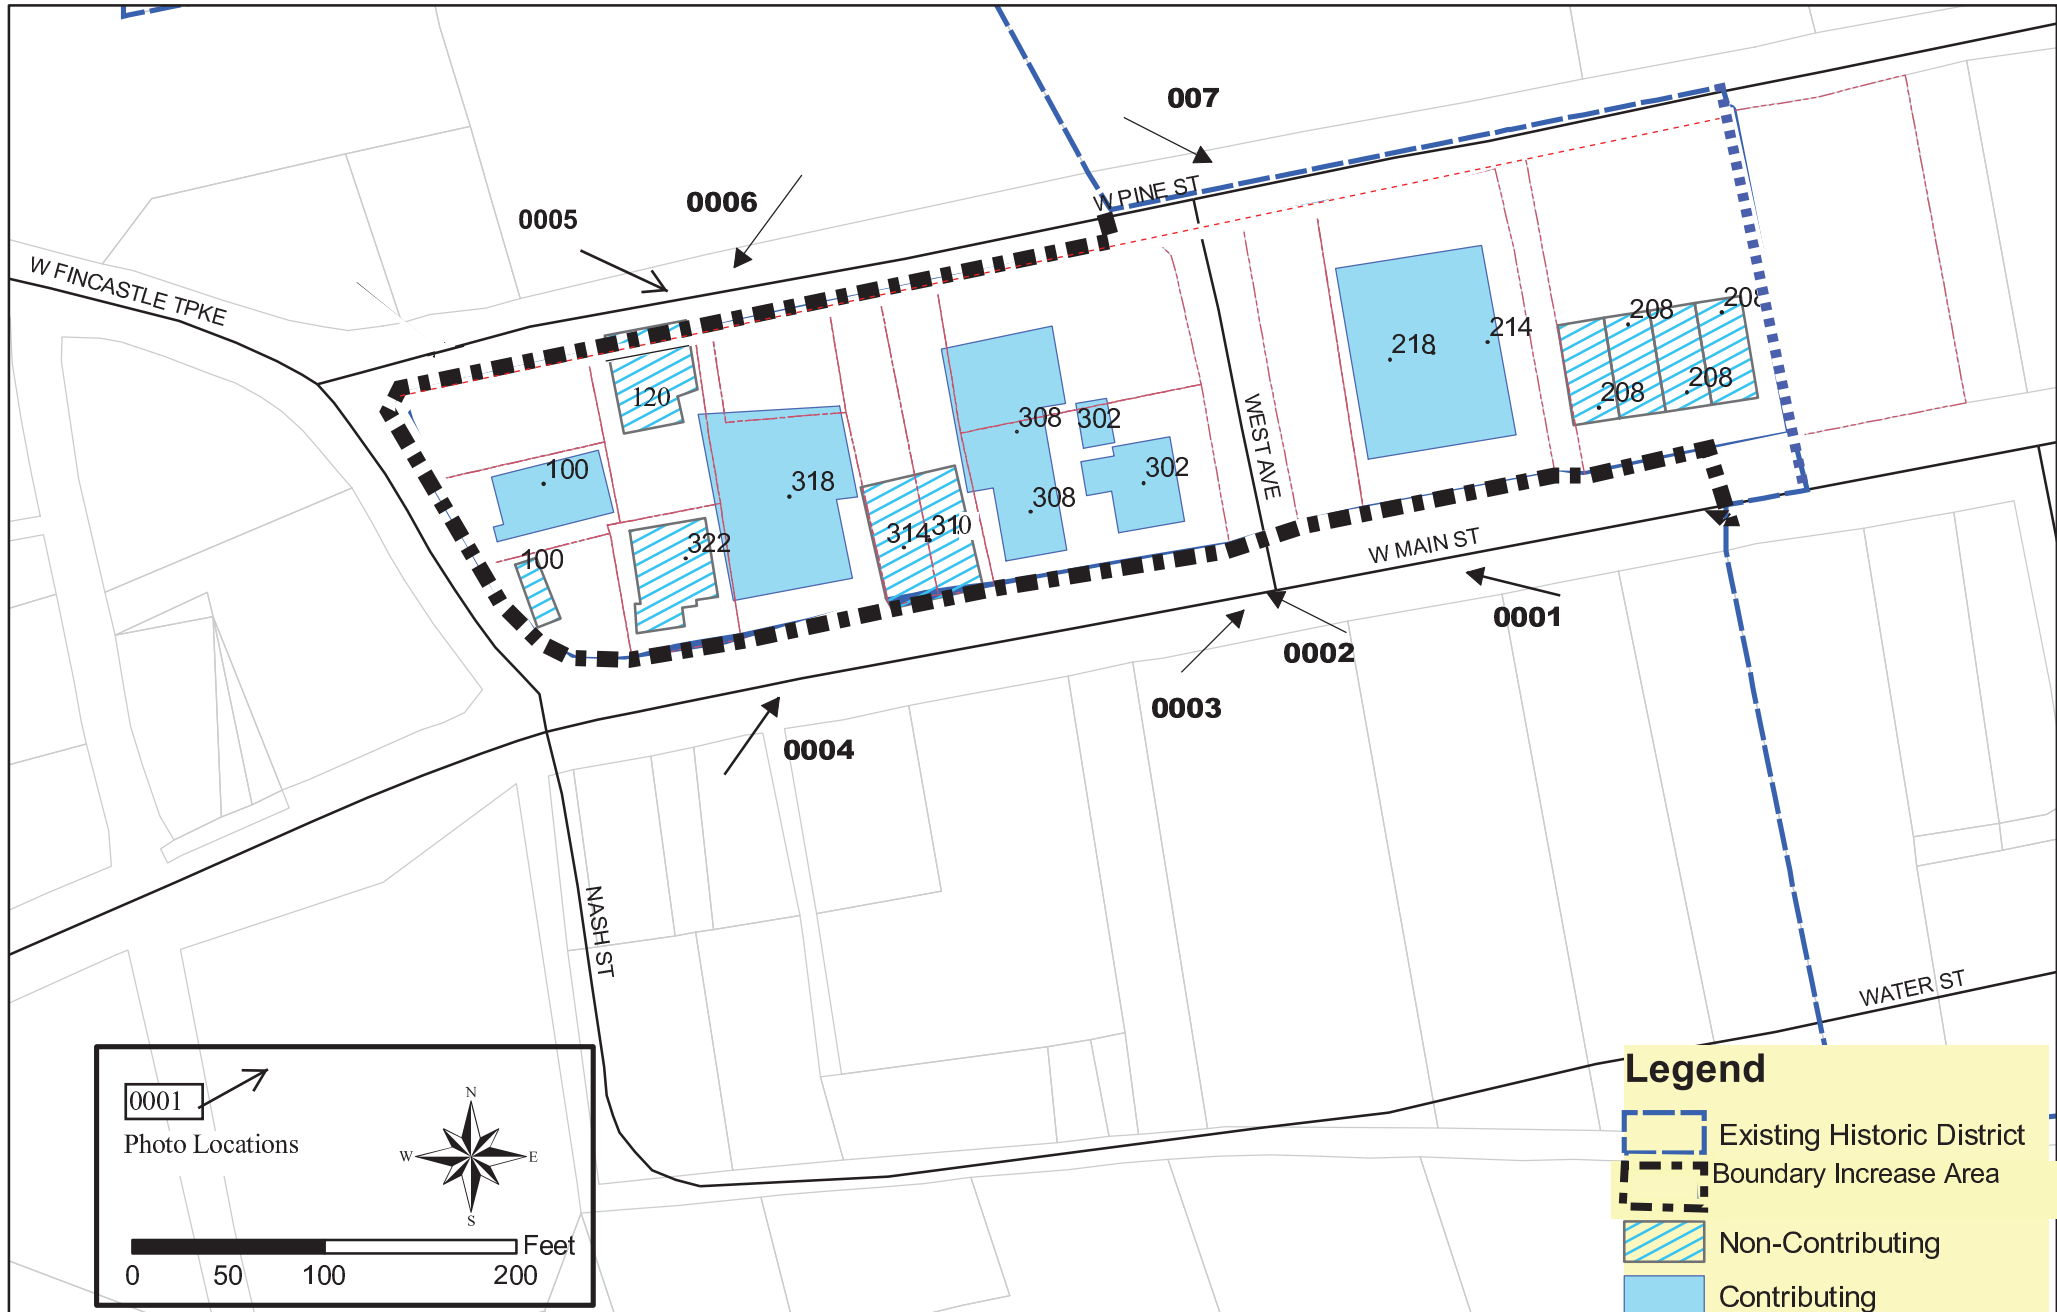 007
W PINE ST
0006
0005
W FINCASTLE TPKE
208
208
214
218
120
208
208
308
302
WEST AVE
100
318
302
308
314
310
322
100
W MAIN ST
0001
0002
0003
0004
NASH ST
WATER ST
0001
Photo Locations
N
W
E
S
Feet
0
50
100
200
Legend
Existing Historic District
Boundary Increase Area
Non-Contributing
Contributing